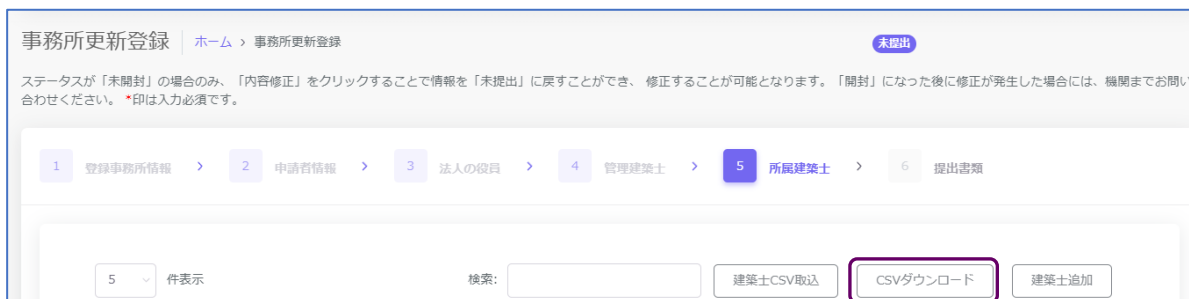 事務所更新登録 ホーム > 事務所更新登録 未提出
ステータスが「未開封」の場合のみ、「内容修正」をクリックすることで情報を「未提出」に戻すことができ、 修正することが可能となります。「開封」になった後に修正が発生した場合には、機関までお問い
合わせください。 *印は入力必須です。
1 登録事務所情報 > 2 申請者情報 > 3 法人の役員 > 4 管理建築士 > 5 所属建築士 > 6 提出書類
5 件表示 検索: 建築士CSV取込 CSVダウンロード 建築士追加